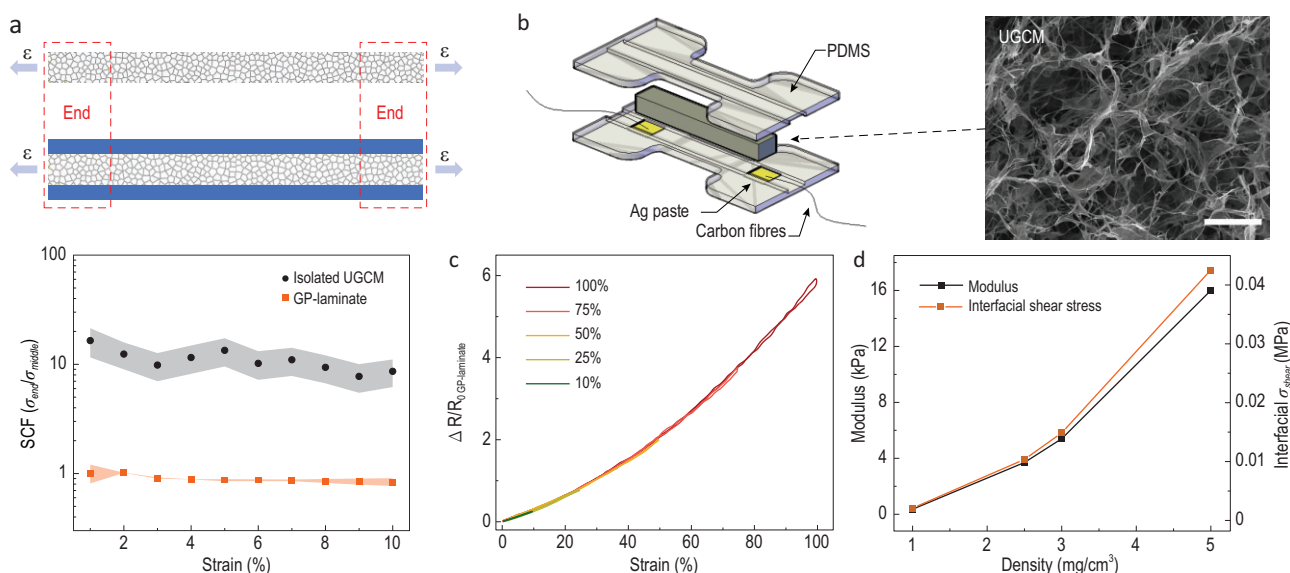 a
ε
ε
End
End
ε
ε
b
PDMS
Ag paste
Carbon fibres
UGCM
SCF (σend/σmiddle)
100
10
1
Isolated UGCM
GP-laminate
2
4
6
8
10
Strain (%)
c
Δ R/R0 GP-laminate
6
4
2
0
100%
75%
50%
25%
10%
0
20
40
60
80
100
Strain (%)
d
Modulus (kPa)
16
12
8
4
0
Modulus
Interfacial shear stress
0.04
0.03
0.02
0.01
0
Interfacial σshear (MPa)
1
2
3
4
5
Density (mg/cm³)